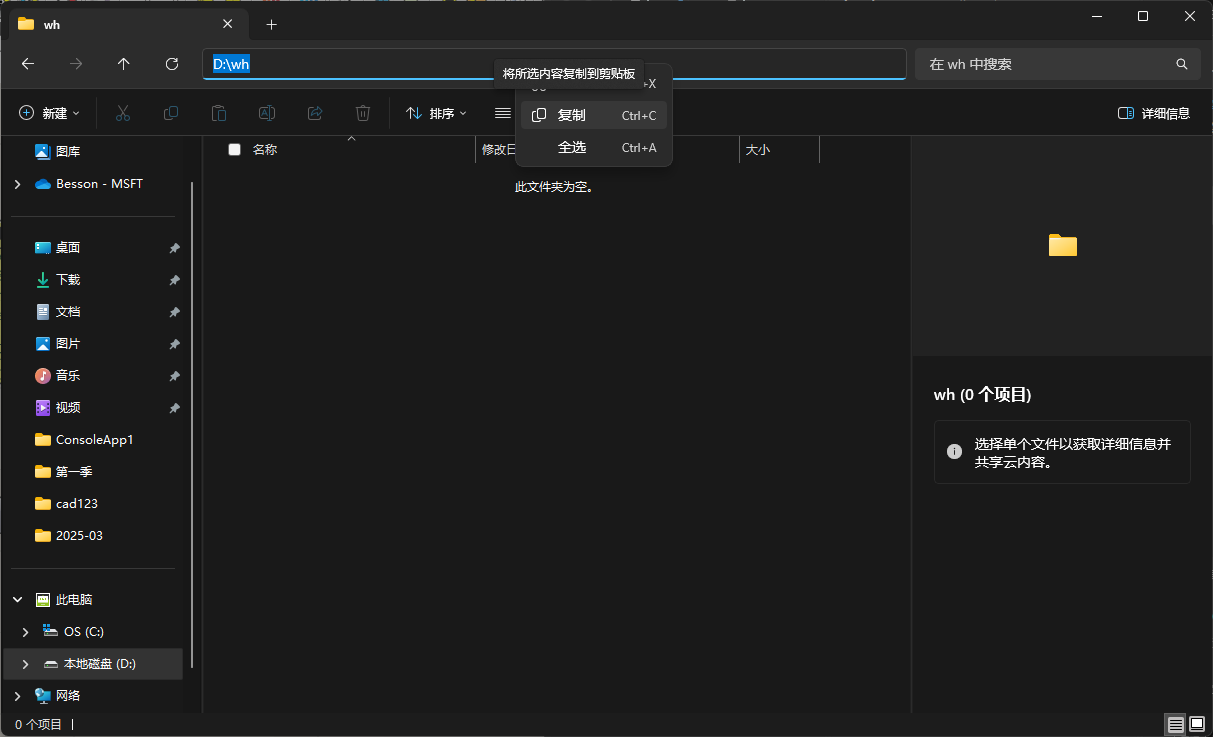 wh
D:\wh
在 wh 中搜索
将所选内容复制到剪贴板
+X
新建
排序
复制 Ctrl+C
全选 Ctrl+A
详细信息
图库
Besson - MSFT
桌面
下载
文档
图片
音乐
视频
ConsoleApp1
第一季
cad123
2025-03
此电脑
OS (C:)
本地磁盘 (D:)
网络
名称
修改日
大小
此文件夹为空。
wh (0 个项目)
选择单个文件以获取详细信息并
共享云内容。
0 个项目